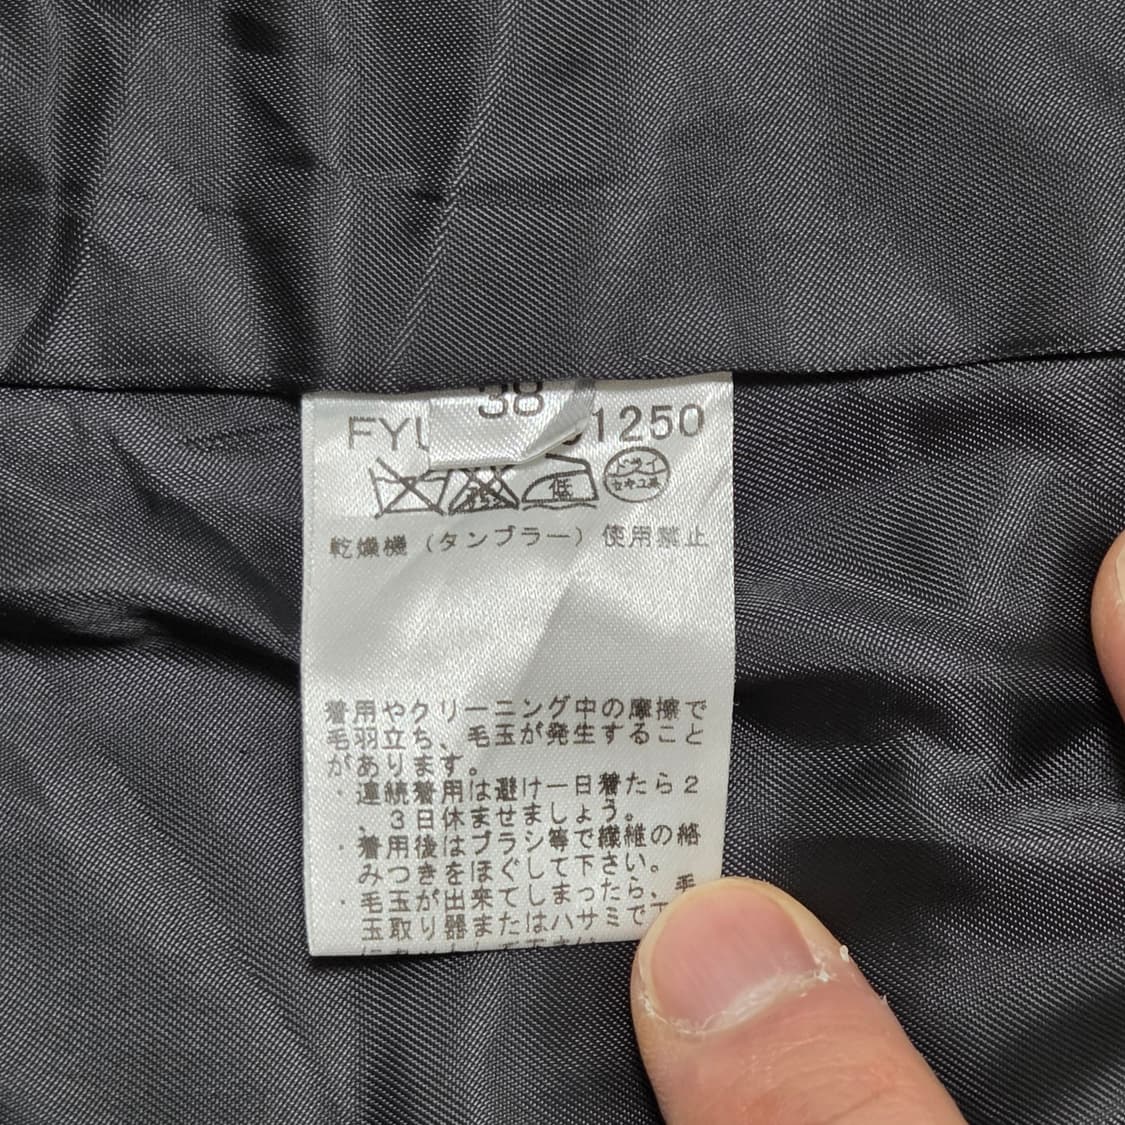 38
FYL 51250
低 ドライ
セキユ系
乾燥機(タンブラー)使用禁止
着用やクリーニング中の摩擦で
毛羽立ち、毛玉が発生すること
があります。
・連続着用は避け一日着たら2
、3日休ませましょう。
・着用後はブラシ等で繊維の絡
みつきをほぐして下さい。
・毛玉が出来てしまったら、毛
玉取り器またはハサミで